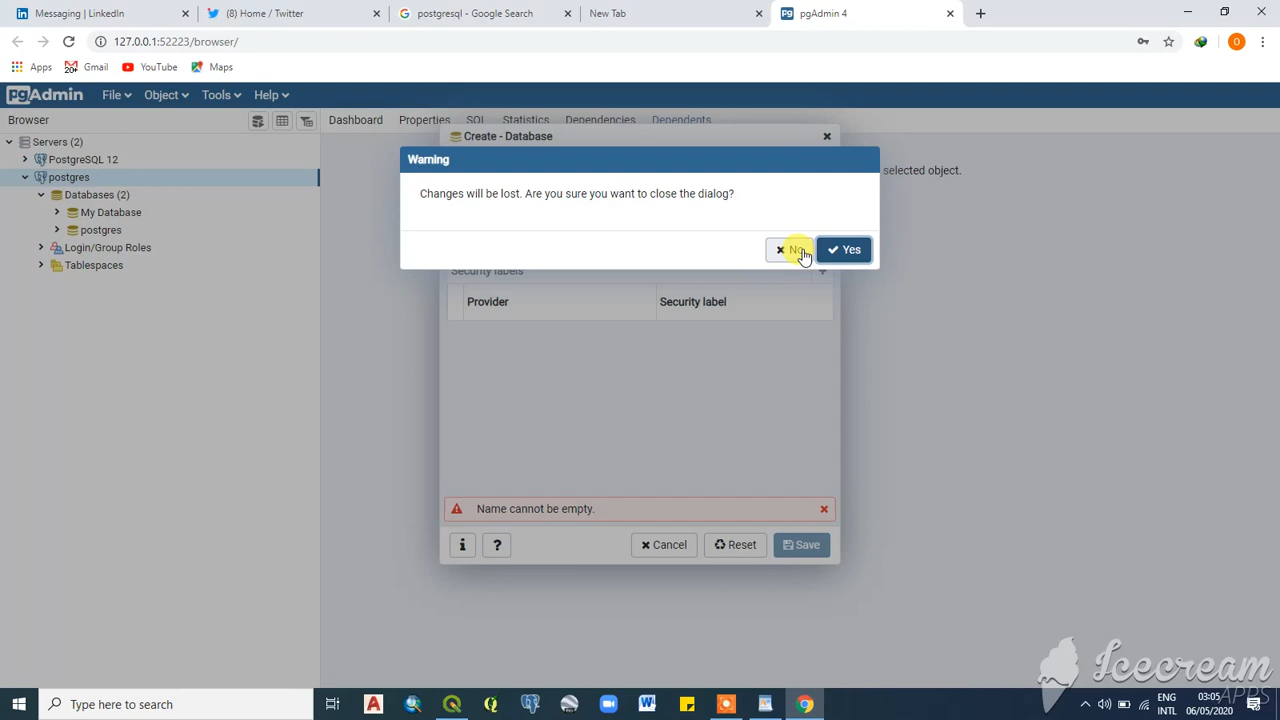 Messaging | LinkedIn
(8) Home / Twitter
postgresql - Google Search
New Tab
pgAdmin 4
127.0.0.1:52223/browser/
Apps
20+
Gmail
YouTube
Maps
O
pgAdmin
File
Object
Tools
Help
Browser
Dashboard
Properties
SQL
Statistics
Dependencies
Dependents
Servers (2)
PostgreSQL 12
postgres
Databases (2)
My Database
postgres
Login/Group Roles
Tablespaces
Create - Database
selected object.
Warning
Changes will be lost. Are you sure you want to close the dialog?
No
Yes
Security labels
Provider
Security label
Name cannot be empty.
Cancel
Reset
Save
Icecream
APPS
Type here to search
ENG
INTL
03:05
06/05/2020